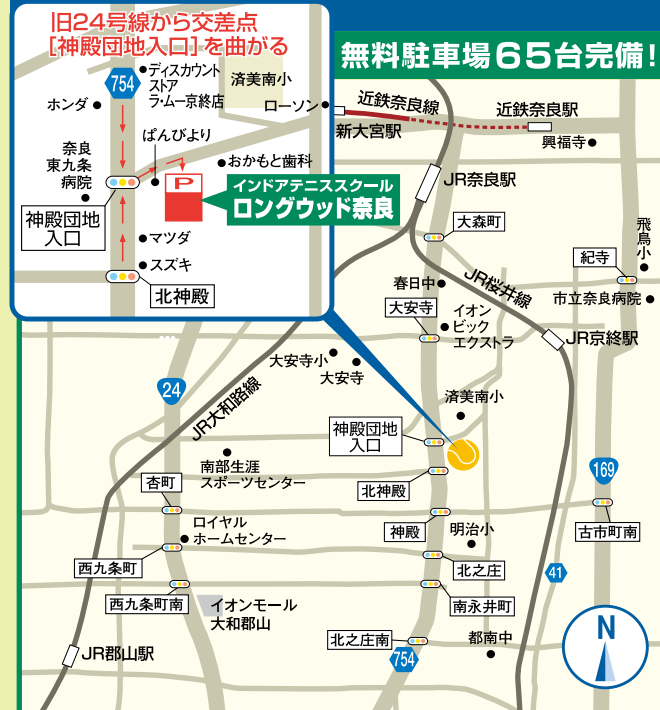 旧24号線から交差点
[神殿団地入口]を曲がる
754
ディスカウント
ストア
ラ・ムー京終店
済美南小
ホンダ
ローソン
ぱんびより
奈良
東九条
病院
おかもと歯科
P
神殿団地
入口
マツダ
スズキ
北神殿
インドアテニススクール
ロングウッド奈良
無料駐車場65台完備!
近鉄奈良線
近鉄奈良駅
新大宮駅
興福寺
JR奈良駅
大森町
飛鳥小
紀寺
春日中
JR桜井線
市立奈良病院
大安寺
イオン
ビッグ
エクストラ
JR京終駅
大安寺小
大安寺
24
JR大和路線
済美南小
神殿団地
入口
南部生涯
スポーツセンター
169
杏町
北神殿
ロイヤル
ホームセンター
神殿
明治小
古市町南
西九条町
北之庄
41
西九条町南
イオンモール
大和郡山
南永井町
N
北之庄南
都南中
JR郡山駅
754